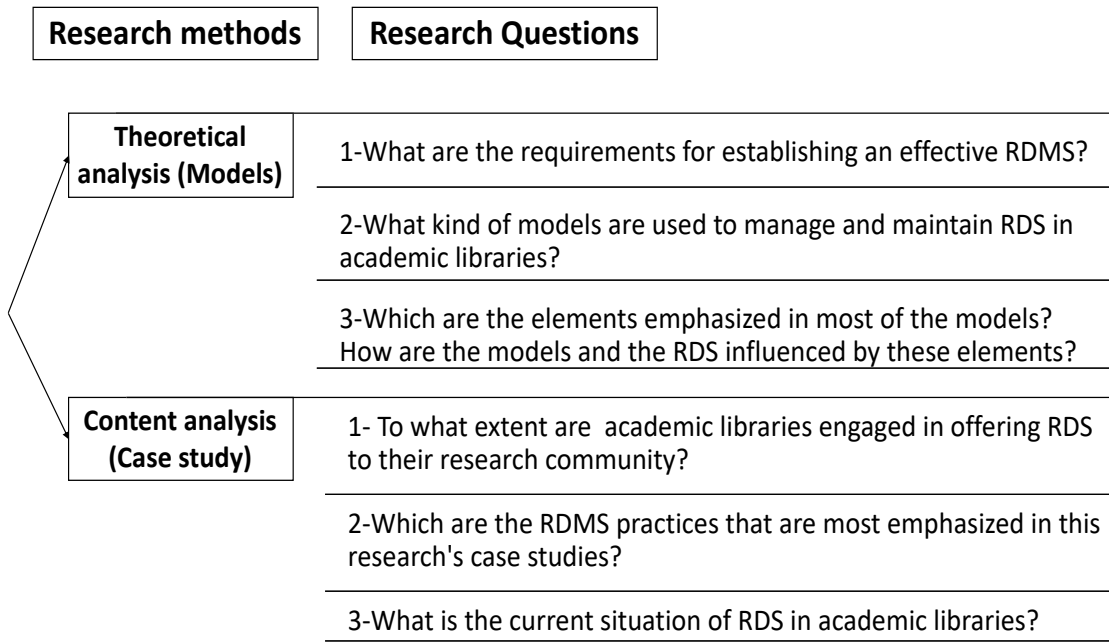 Research methods
Research Questions
Theoretical
analysis (Models)
1-What are the requirements for establishing an effective RDMS?
2-What kind of models are used to manage and maintain RDS in
academic libraries?
3-Which are the elements emphasized in most of the models?
How are the models and the RDS influenced by these elements?
Content analysis
(Case study)
1- To what extent are  academic libraries engaged in offering RDS
to their research community?
2-Which are the RDMS practices that are most emphasized in this
research's case studies?
3-What is the current situation of RDS in academic libraries?